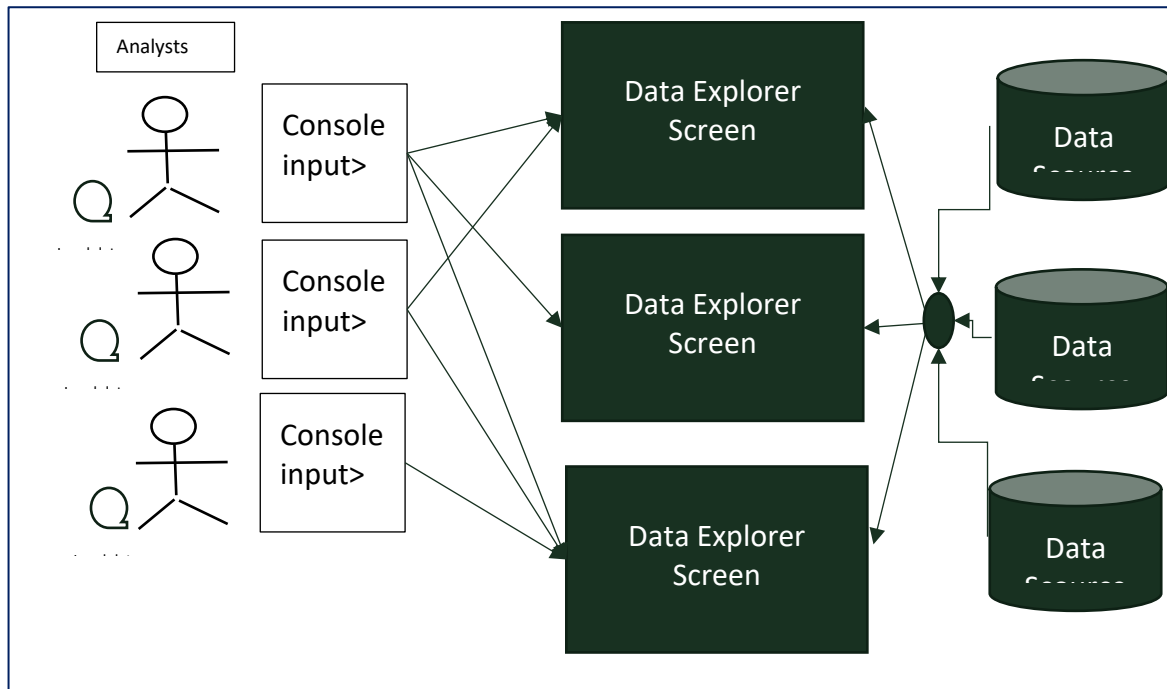 Analysts
Console
input>
Data Explorer
Screen
Data
Console
input>
Data Explorer
Screen
Data
Console
input>
Data Explorer
Screen
Data